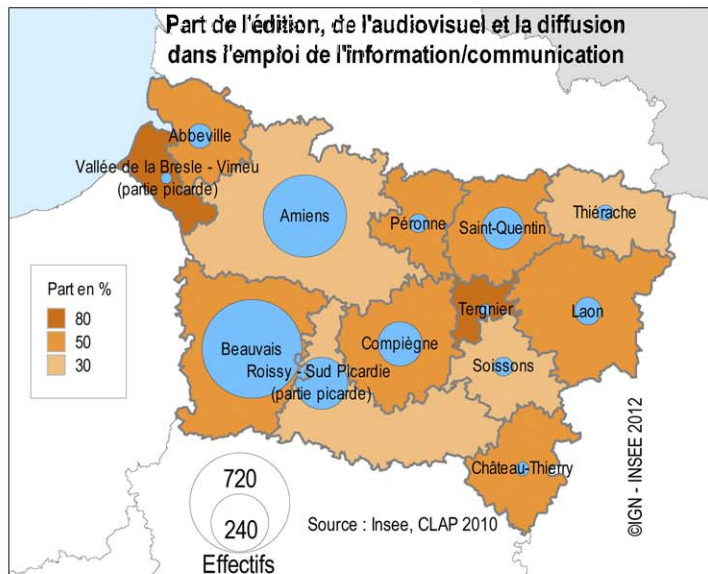 Part de l'édition, de l'audiovisuel et la diffusion
dans l'emploi de l'information/communication
Abbeville
Vallée de la Bresle - Vimeu
(partie picarde)
Amiens
Péronne
Saint-Quentin
Thiérache
Part en %
80
50
30
Tergnier
Laon
Beauvais
Compiègne
Roissy - Sud Picardie
(partie picarde)
Soissons
Château-Thierry
720
240
Effectifs
Source : Insee, CLAP 2010
©IGN - INSEE 2012